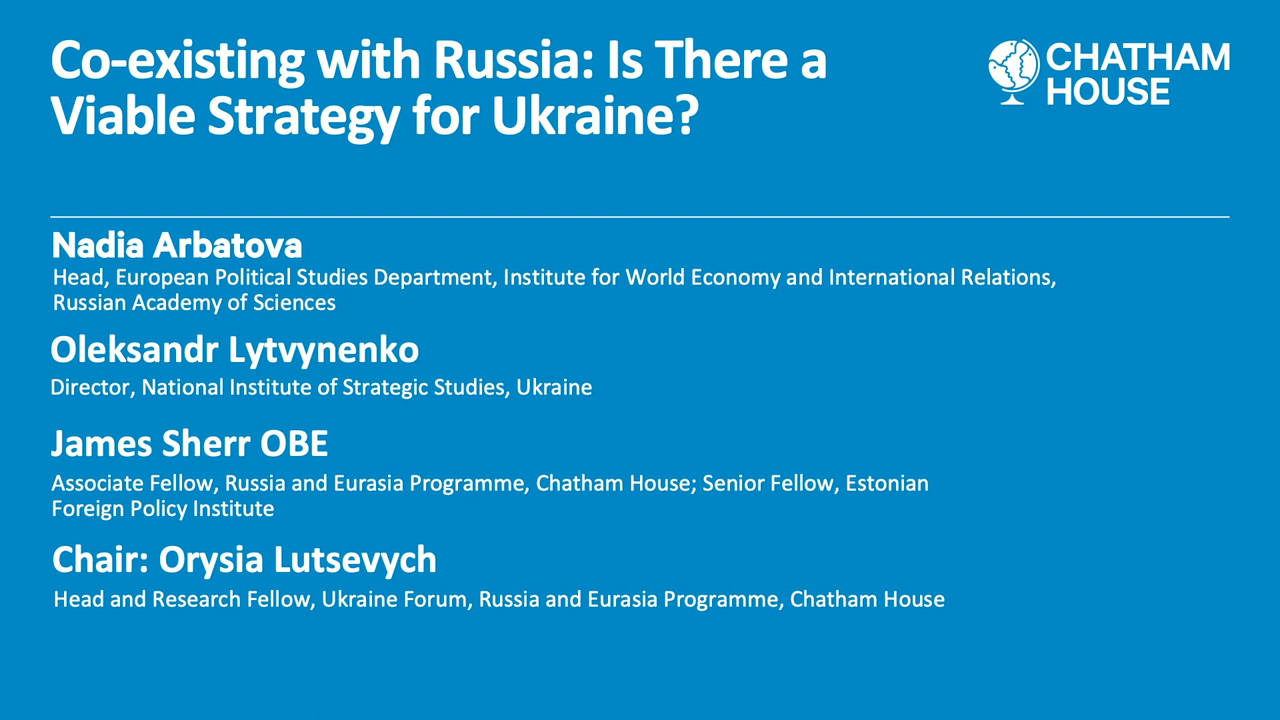 Co-existing with Russia: Is There a
Viable Strategy for Ukraine?
CHATHAM
HOUSE
Nadia Arbatova
Head, European Political Studies Department, Institute for World Economy and International Relations,
Russian Academy of Sciences
Oleksandr Lytvynenko
Director, National Institute of Strategic Studies, Ukraine
James Sherr OBE
Associate Fellow, Russia and Eurasia Programme, Chatham House; Senior Fellow, Estonian
Foreign Policy Institute
Chair: Orysia Lutsevych
Head and Research Fellow, Ukraine Forum, Russia and Eurasia Programme, Chatham House